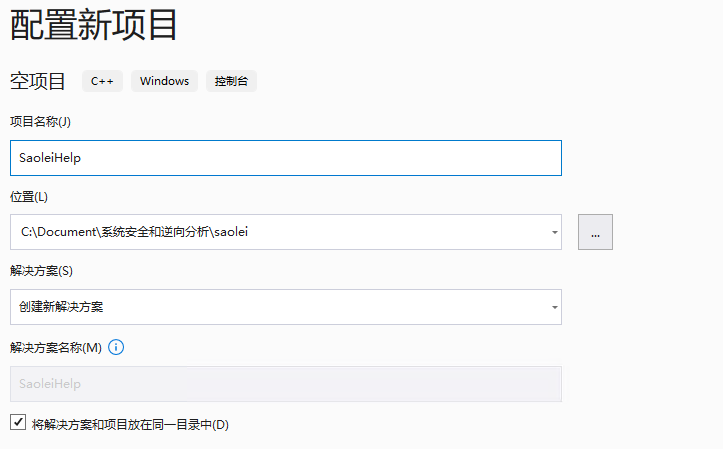 配置新项目
空项目 C++ Windows 控制台
项目名称(J)
SaoleiHelp
位置(L)
C:\Document\系统安全和逆向分析\saolei
...
解决方案(S)
创建新解决方案
解决方案名称(M)
SaoleiHelp
将解决方案和项目放在同一目录中(D)